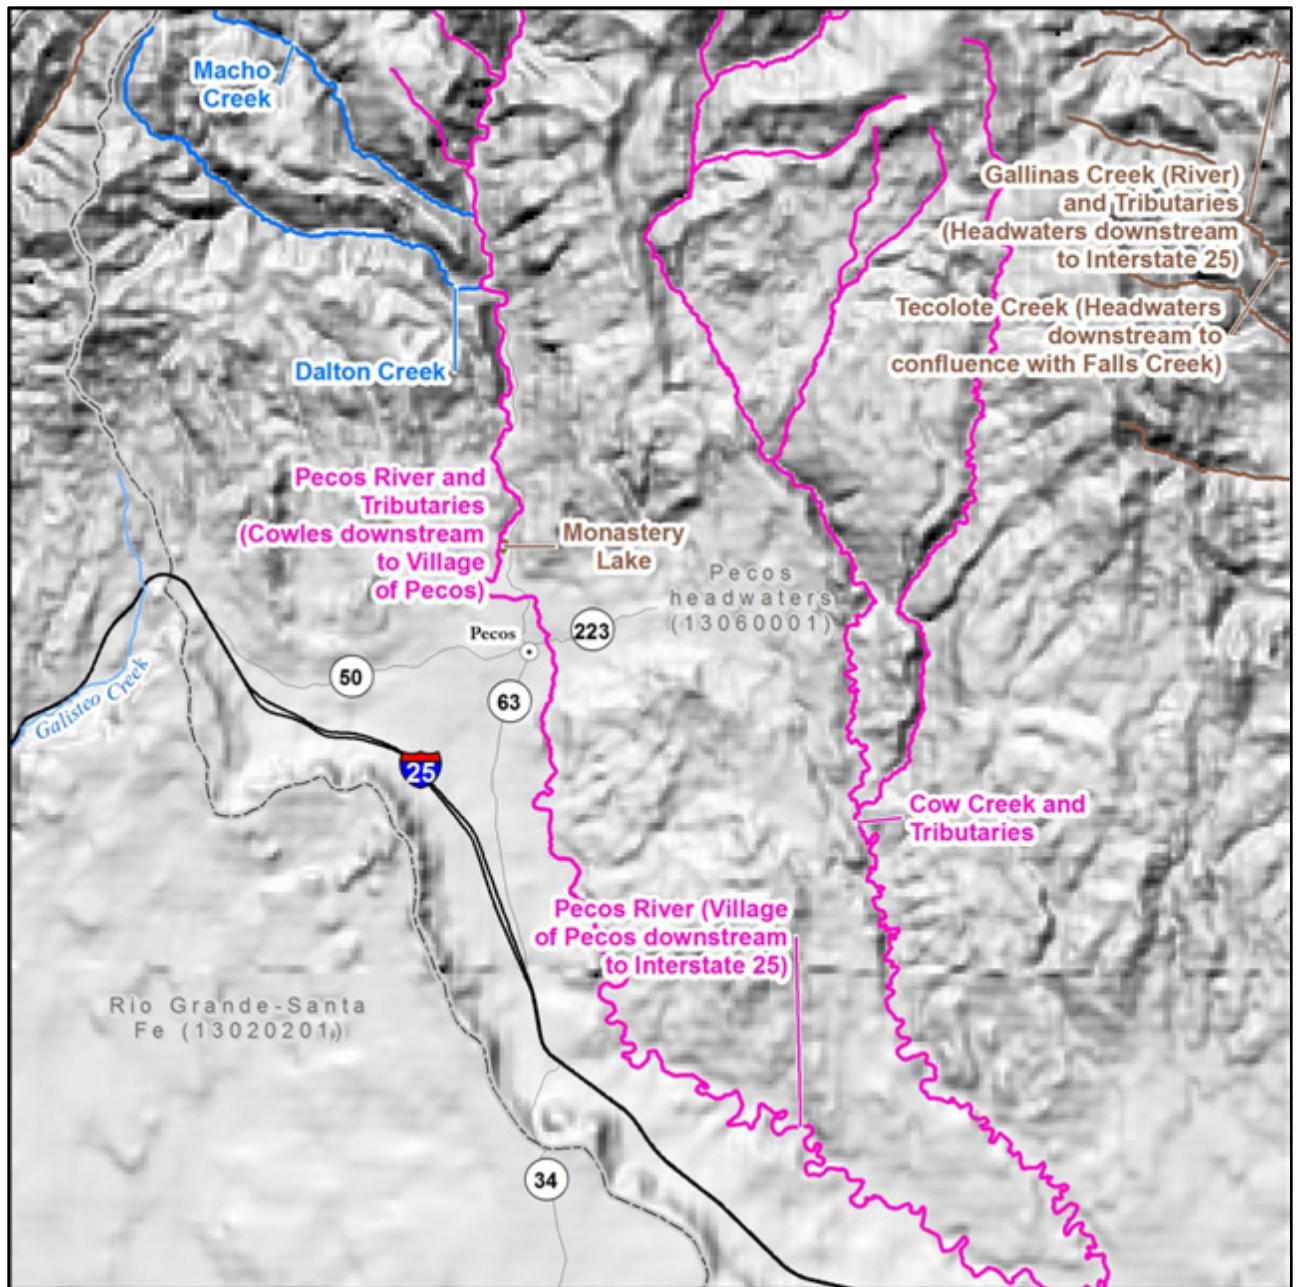 Macho
Creek
Gallinas Creek (River)
and Tributaries
(Headwaters downstream
to Interstate 25)
Tecolote Creek (Headwaters
downstream to
confluence with Falls Creek)
Dalton Creek
Pecos River and
Tributaries
(Cowles downstream
to Village
of Pecos)
Monastery
Lake
Pecos
headwaters
(13060001)
Pecos
223
50
63
Galisteo Creek
25
Cow Creek and
Tributaries
Pecos River (Village
of Pecos downstream
to Interstate 25)
Rio Grande-Santa
Fe (13020201)
34